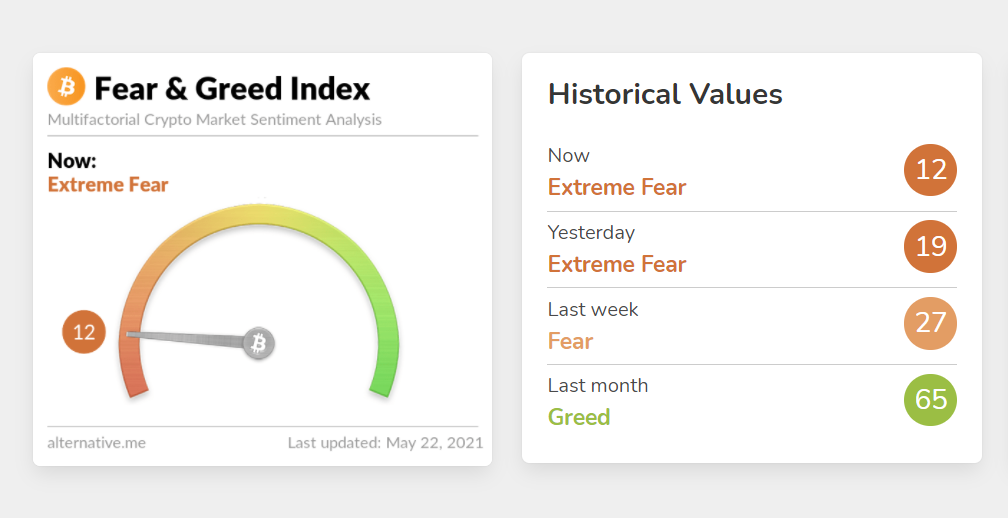 Fear & Greed Index
Multifactorial Crypto Market Sentiment Analysis
Now:
Extreme Fear
12
alternative.me
Last updated: May 22, 2021
Historical Values
Now
Extreme Fear
12
Yesterday
Extreme Fear
19
Last week
Fear
27
Last month
Greed
65